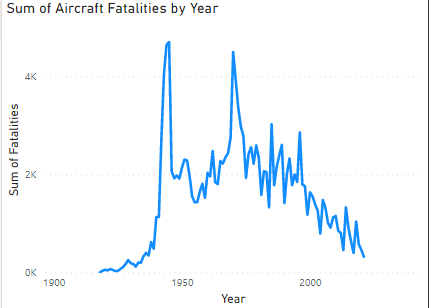 Sum of Aircraft Fatalities by Year
4K
2K
0K
Sum of Fatalities
1900
1950
2000
Year